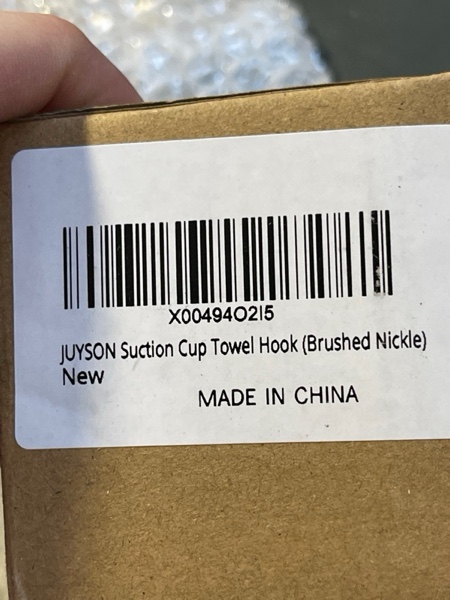 X00494O2I5
JUYSON Suction Cup Towel Hook (Brushed Nickle)
New
MADE IN CHINA